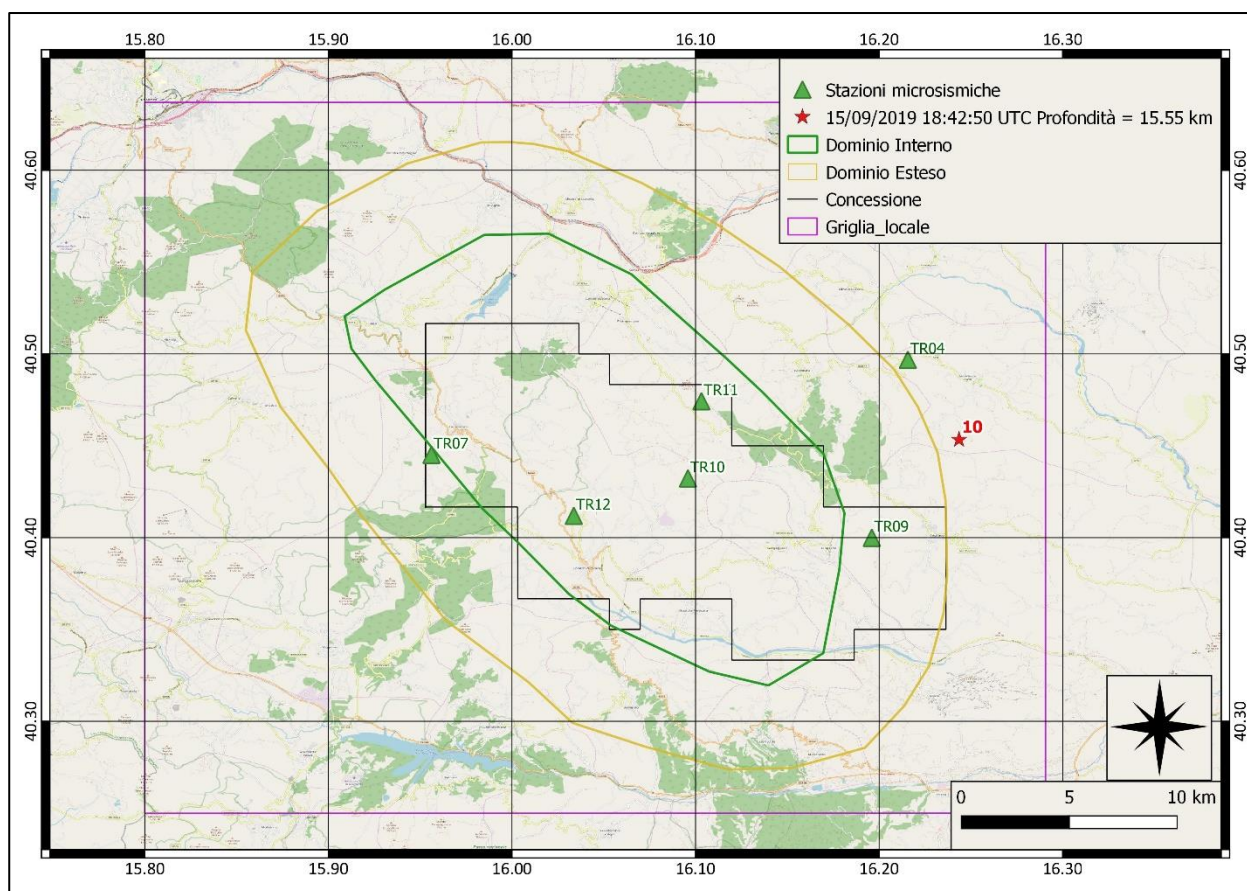 15.80 15.90 16.00 16.10 16.20 16.30
Stazioni microsismiche
15/09/2019 18:42:50 UTC Profondità = 15.55 km
Dominio Interno
Dominio Esteso
Concessione
Griglia_locale
40.60 40.60
40.50 40.50
TR04
TR11
10
TR07
TR10
TR12
TR09
40.40 40.40
40.30 40.30
0 5 10 km
15.80 15.90 16.00 16.10 16.20 16.30